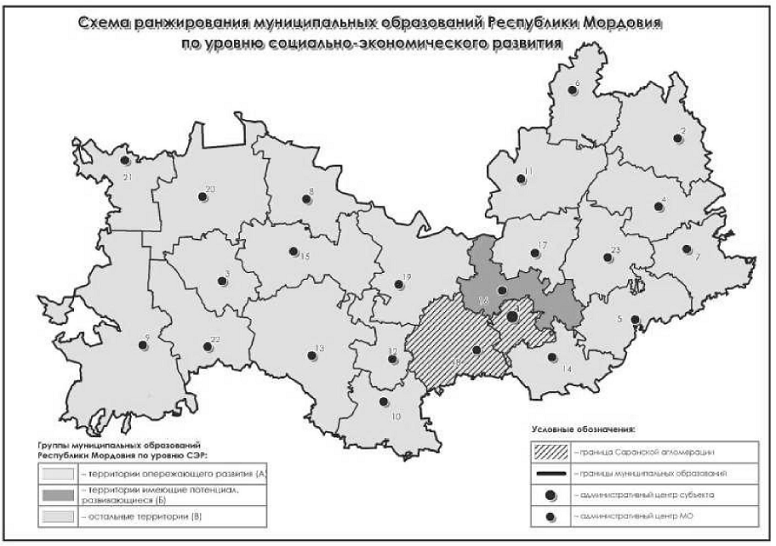 Схема ранжирования муниципальных образований Республики Мордовия
по уровню социально-экономического развития
6
2
21
11
20
8
4
17
23
7
15
3
19
16
1
5
9
22
13
12
18
14
10
Группы муниципальных образований
Республики Мордовия по уровню СЭР:
– территории опережающего развития (А)
– территории имеющие потенциал,
развивающиеся (Б)
– остальные территории (В)
Условные обозначения:
– граница Саранской агломерации
– границы муниципальных образований
– административный центр субъекта
– административный центр МО